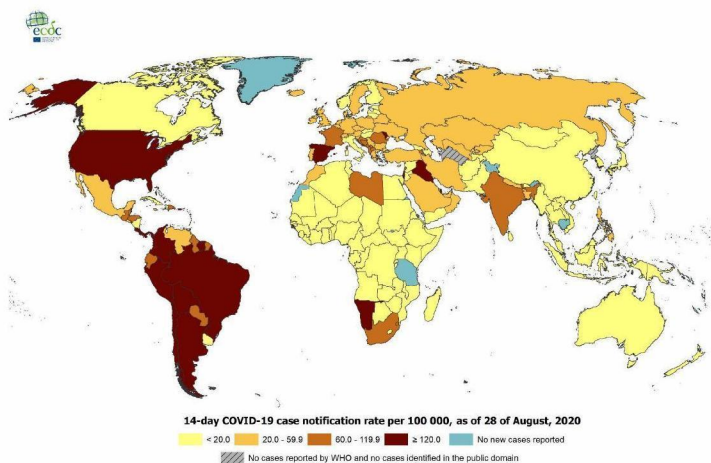 ecdc
14-day COVID-19 case notification rate per 100 000, as of 28 of August, 2020
< 20.0 20.0 - 59.9 60.0 - 119.9 ≥ 120.0 No new cases reported
No cases reported by WHO and no cases identified in the public domain